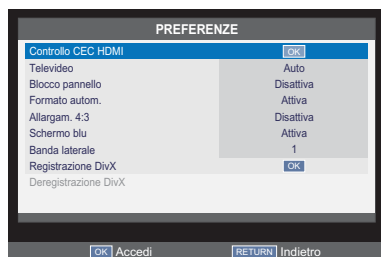 PREFERENZE
Controllo CEC HDMI OK
Televideo Auto
Blocco pannello Disattiva
Formato autom. Attiva
Allargam. 4:3 Disattiva
Schermo blu Attiva
Banda laterale 1
Registrazione DivX OK
Deregistrazione DivX
OK Accedi RETURN Indietro